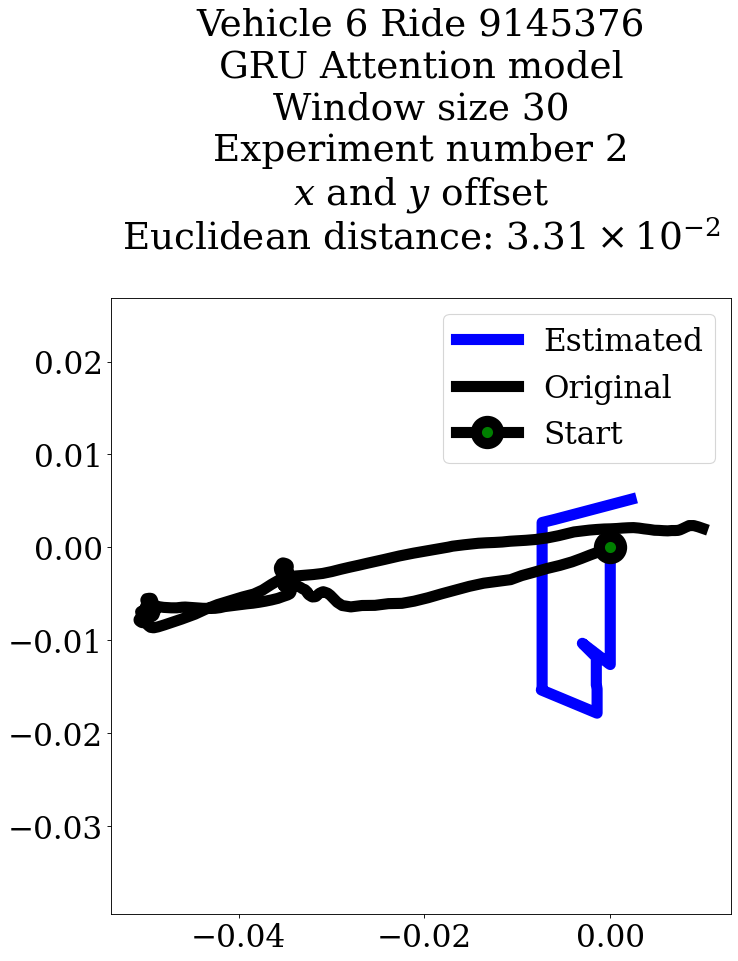 Vehicle 6 Ride 9145376
GRU Attention model
Window size 30
Experiment number 2
x and y offset
Euclidean distance: 3.31 × 10⁻²
Estimated
Original
Start
0.02
0.01
0.00
−0.01
−0.02
−0.03
−0.04 −0.02 0.00